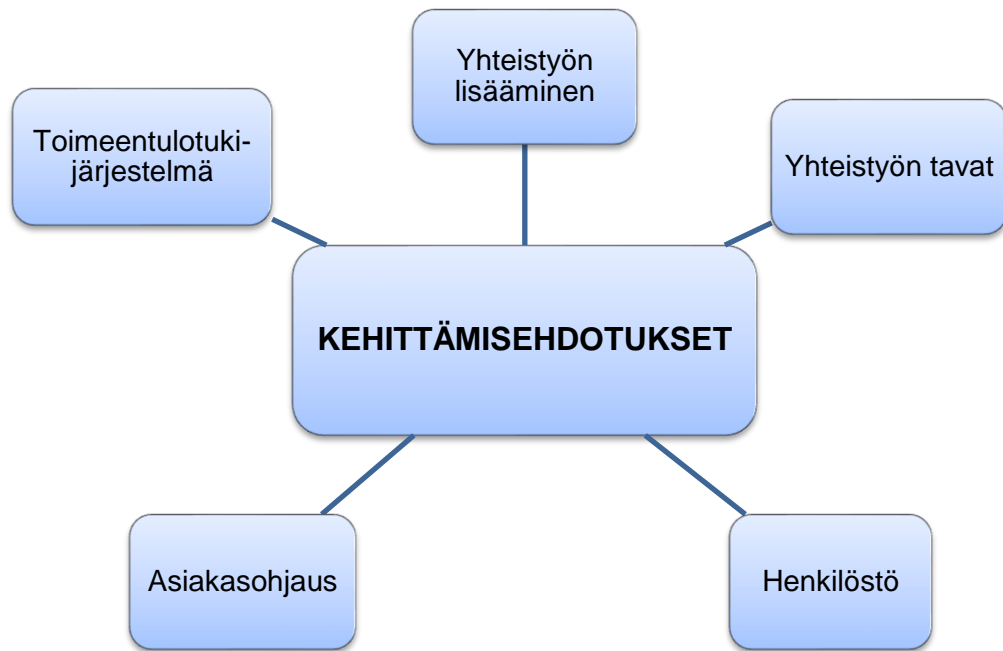 Yhteistyön
lisääminen
Toimeentulotuki-
järjestelmä
Yhteistyön tavat
KEHITTÄMISEHDOTUKSET
Asiakasohjaus
Henkilöstö